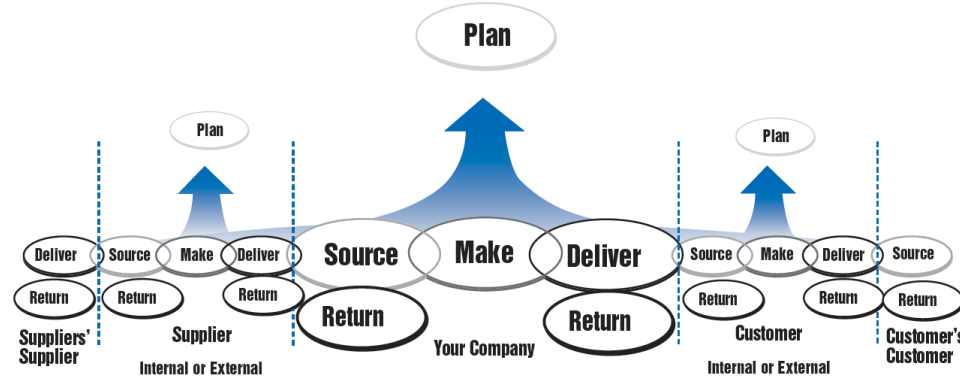 Plan
Plan
Plan
Deliver Source Make Deliver Source Make Deliver Source Make Deliver Source
Return Return Return Return Return Return Return Return
Suppliers'
Supplier
Supplier
Internal or External
Your Company
Customer
Internal or External
Customer's
Customer